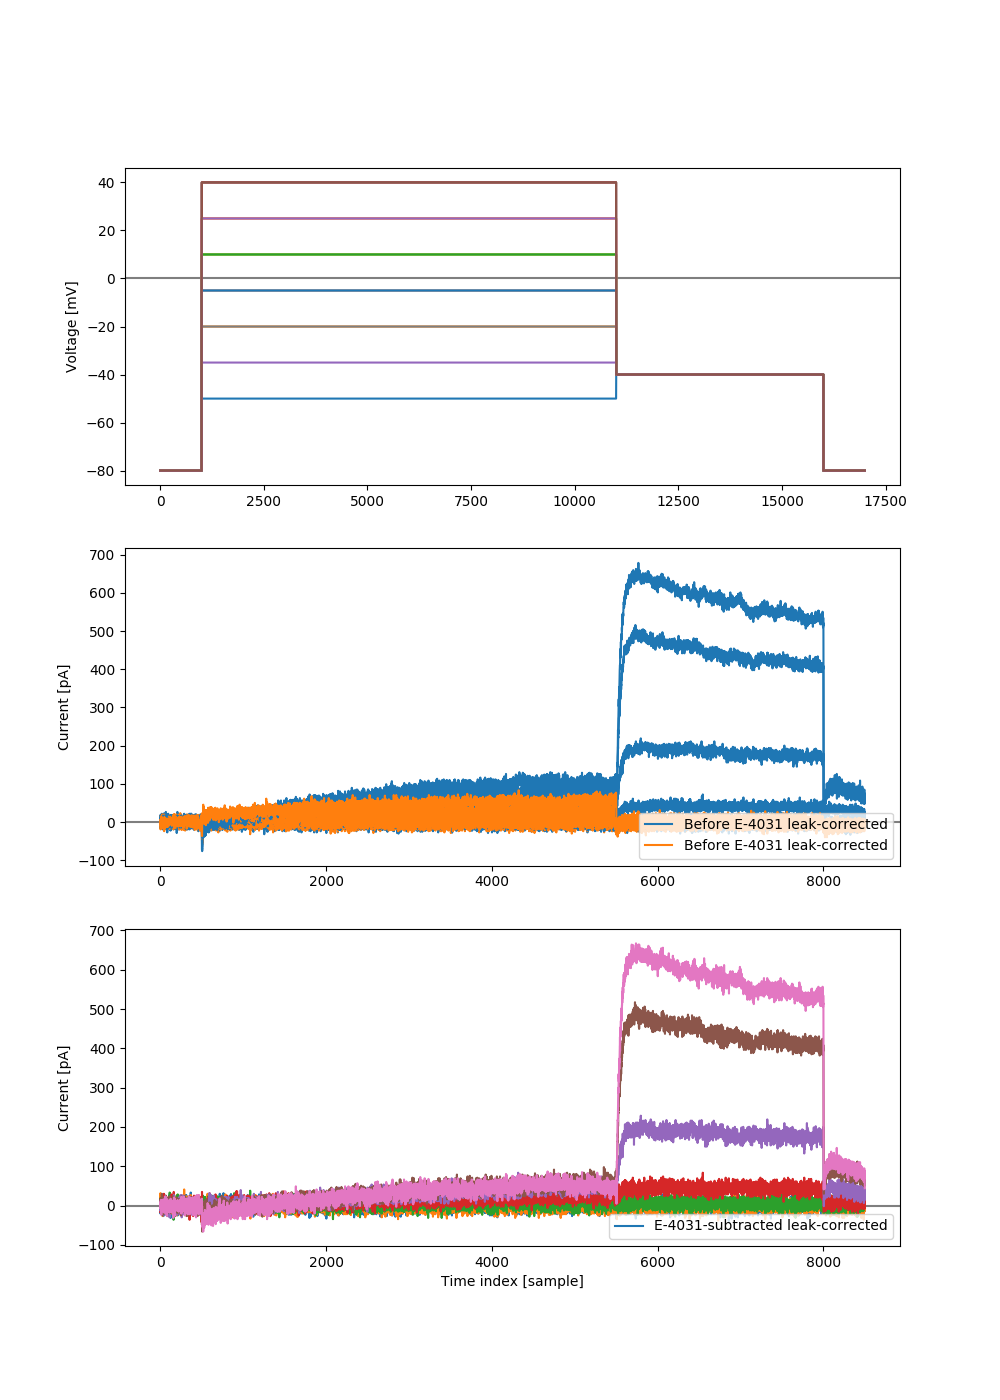 40
20
0
−20
−40
−60
−80
Voltage [mV]
0 2500 5000 7500 10000 12500 15000 17500
700
600
500
400
300
200
100
0
−100
Current [pA]
Before E-4031 leak-corrected
Before E-4031 leak-corrected
0 2000 4000 6000 8000
700
600
500
400
300
200
100
0
−100
Current [pA]
E-4031-subtracted leak-corrected
0 2000 4000 6000 8000
Time index [sample]